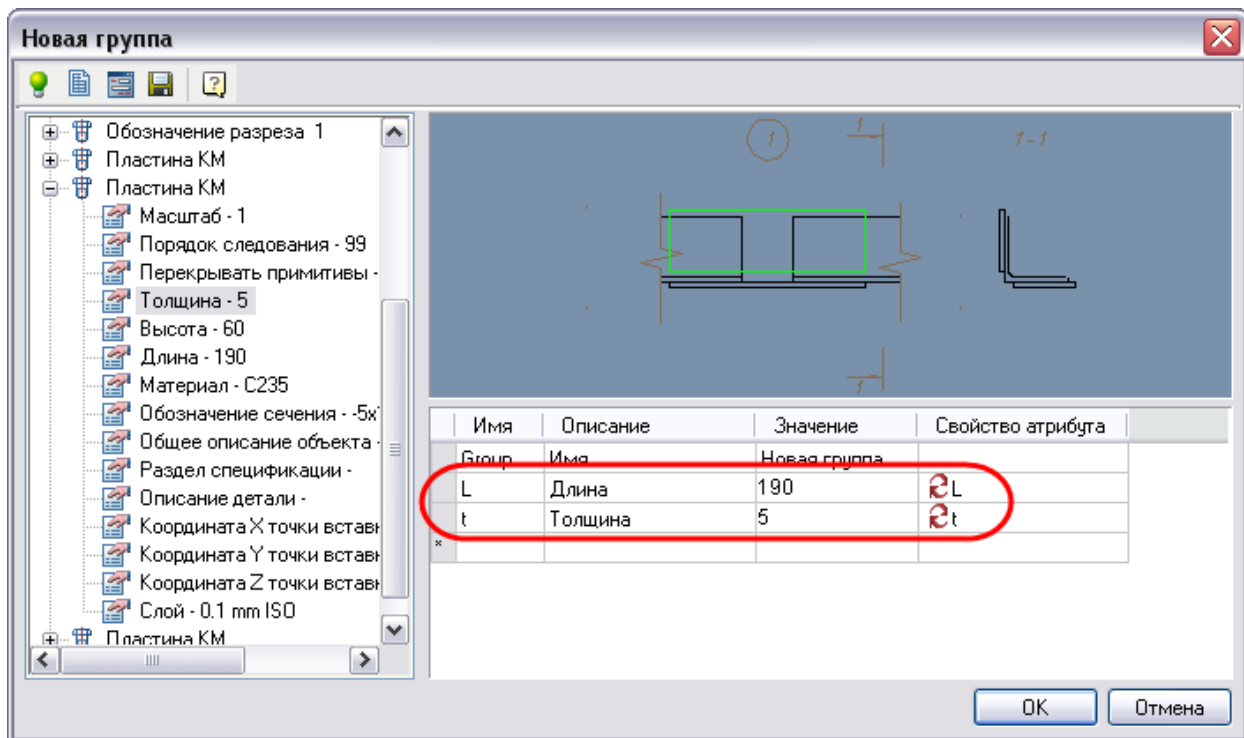 Новая группа
Обозначение разреза 1
Пластина КМ
Пластина КМ
Масштаб - 1
Порядок следования - 99
Перекрывать примитивы -
Толщина - 5
Высота - 60
Длина - 190
Материал - С235
Обозначение сечения - -5x
Общее описание объекта -
Раздел спецификации -
Описание детали -
Координата X точки вставк
Координата Y точки вставк
Координата Z точки вставк
Слой - 0.1 mm ISO
Пластина КМ
1
1
1-1
1
Имя Описание Значение Свойство атрибута
Group Имя Новая группа
L Длина 190 L
t Толщина 5 t
*
OK Отмена